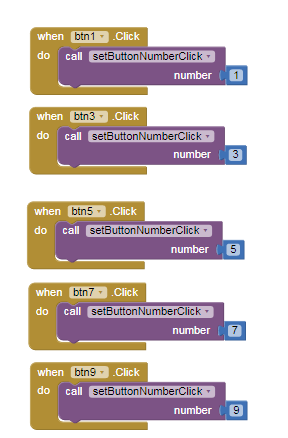 when btn1 .Click
do call setButtonNumberClick
number 1
when btn3 .Click
do call setButtonNumberClick
number 3
when btn5 .Click
do call setButtonNumberClick
number 5
when btn7 .Click
do call setButtonNumberClick
number 7
when btn9 .Click
do call setButtonNumberClick
number 9